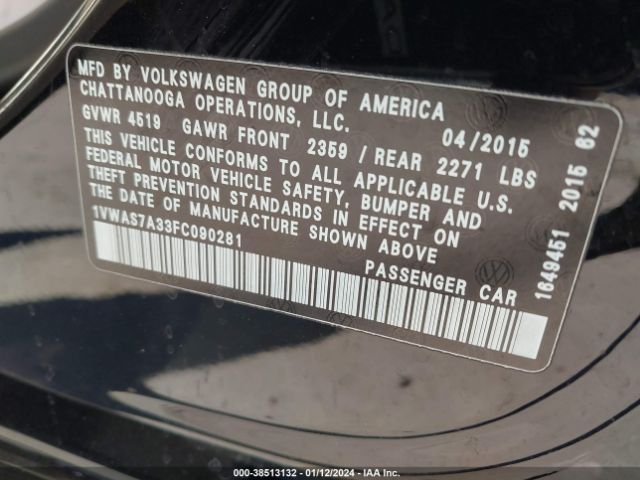 MFD BY VOLKSWAGEN GROUP OF AMERICA
CHATTANOOGA OPERATIONS, LLC.
04/2015
GVWR 4519 GAWR FRONT 2359 / REAR 2271 LBS
THIS VEHICLE CONFORMS TO ALL APPLICABLE U.S.
FEDERAL MOTOR VEHICLE SAFETY, BUMPER AND
THEFT PREVENTION STANDARDS IN EFFECT ON
THE DATE OF MANUFACTURE SHOWN ABOVE
1VWAS7A33FC090281
PASSENGER CAR
1649451 2015 62
000-38513132 - 01/12/2024 - IAA Inc.